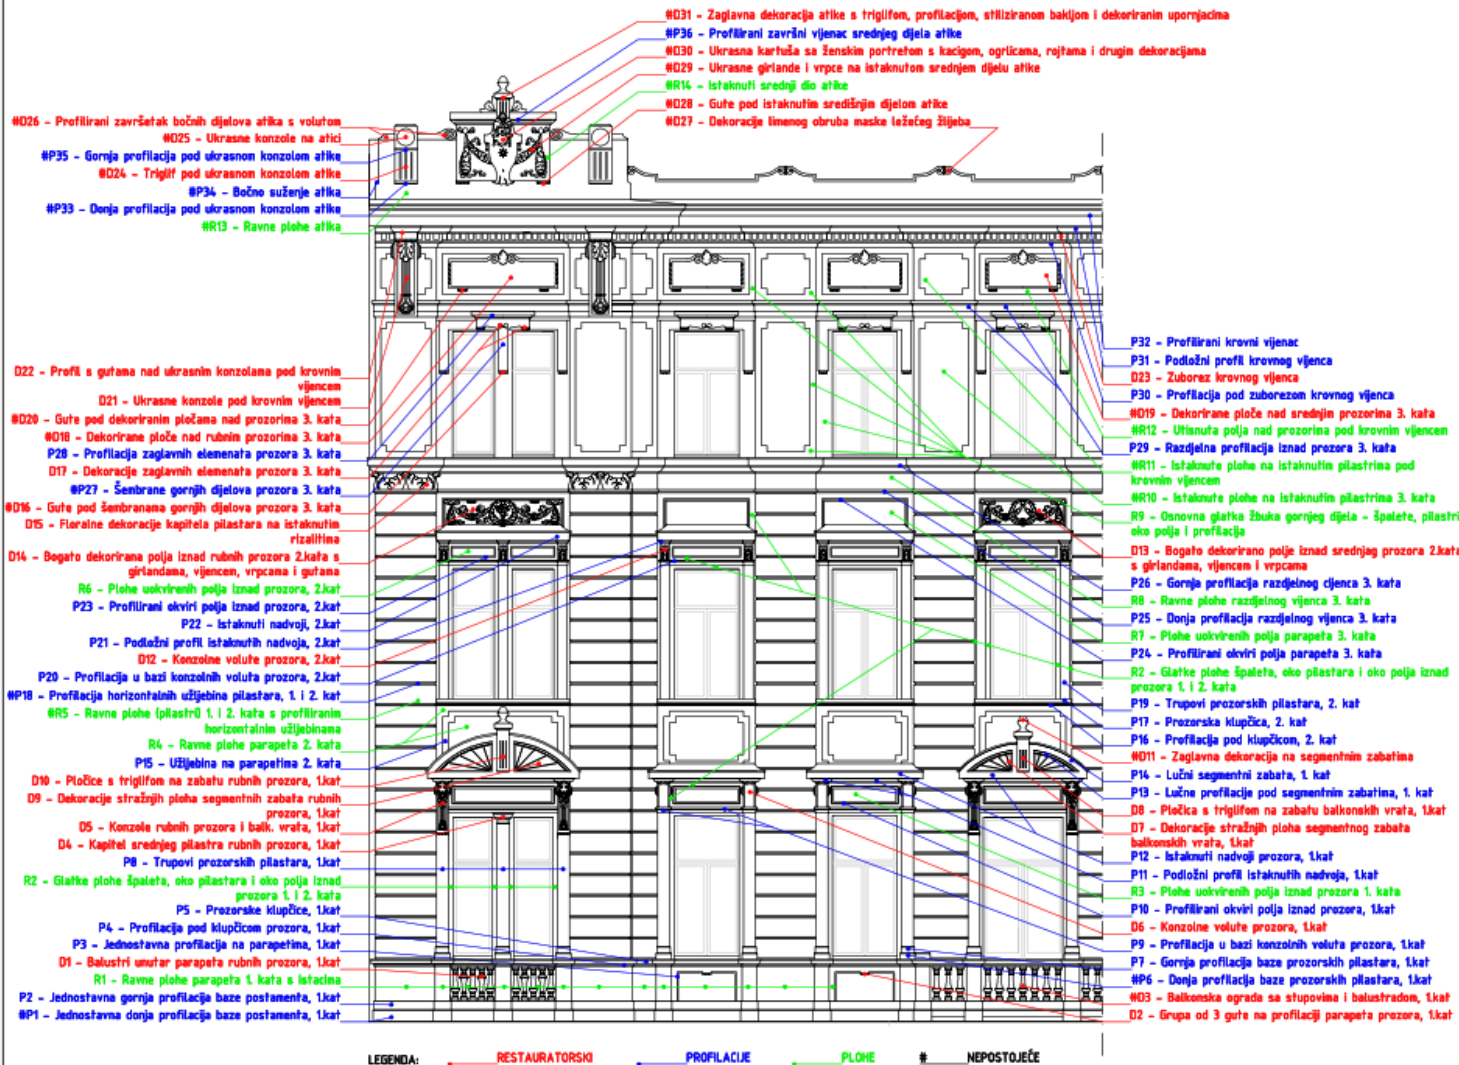 #D31 - Zaglavna dekoracija atike s triglifom, profilacijom, stiliziranom bakljom i dekoriranim upornjacima
#P36 - Profilirani završni vijenac srednjeg dijela atike
#D30 - Ukrasna kartuša sa ženskim portretom s kacigom, ogrlicama, rojtama i drugim dekoracijama
#D29 - Ukrasne girlande i vrpce na istaknutom srednjem dijelu atike
#R14 - Istaknuti srednji dio atike
#D28 - Gute pod istaknutim središnjim dijelom atike
#D27 - Dekoracije limenog obruba maske ležećeg žlijeba
#D26 - Profilirani završetak bočnih dijelova atika s volutom
#D25 - Ukrasne konzole na atici
#P35 - Gornja profilacija pod ukrasnom konzolom atike
#D24 - Triglif pod ukrasnom konzolom atike
#P34 - Bočno suženje atika
#P33 - Donja profilacija pod ukrasnom konzolom atike
#R13 - Ravne plohe atika
D22 - Profil s gutama nad ukrasnim konzolama pod krovnim
vijencem
D21 - Ukrasne konzole pod krovnim vijencem
#D20 - Gute pod dekoriranim pločama nad prozorima 3. kata
#D18 - Dekorirane ploče nad rubnim prozorima 3. kata
P28 - Profilacija zaglavnih elemenata prozora 3. kata
D17 - Dekoracije zaglavnih elemenata prozora 3. kata
#P27 - Šembrane gornjih dijelova prozora 3. kata
#D16 - Gute pod šembranama gornjih dijelova prozora 3. kata
D15 - Floralne dekoracije kapitela pilastara na istaknutim
rizalitima
D14 - Bogato dekorirana polja iznad rubnih prozora 2.kata s
girlandama, vijencem, vrpcama i gutama
R6 - Plohe uokvirenih polja iznad prozora, 2.kat
P23 - Profilirani okviri polja iznad prozora, 2.kat
P22 - Istaknuti nadvoji, 2.kat
P21 - Podložni profil istaknutih nadvoja, 2.kat
D12 - Konzolne volute prozora, 2.kat
P20 - Profilacija u bazi konzolnih voluta prozora, 2.kat
#P18 - Profilacija horizontalnih užljebina pilastara, 1. i 2. kat
#R5 - Ravne plohe (pilastri) 1. i 2. kata s profiliranim
horizontalnim užljebinama
R4 - Ravne plohe parapeta 2. kata
P15 - Užljebina na parapetima 2. kata
D10 - Pločice s triglifom na zabatu rubnih prozora, 1.kat
D9 - Dekoracije stražnjih ploha segmentnih zabata rubnih
prozora, 1.kat
D5 - Konzole rubnih prozora i balk. vrata, 1.kat
D4 - Kapitel srednjeg pilastra rubnih prozora, 1.kat
P8 - Trupovi prozorskih pilastara, 1.kat
R2 - Glatke plohe špaleta, oko pilastara i oko polja iznad
prozora 1. i 2. kata
P5 - Prozorske klupčice, 1.kat
P4 - Profilacija pod klupčicom prozora, 1.kat
P3 - Jednostavna profilacija na parapetima, 1.kat
D1 - Balustri unutar parapeta rubnih prozora, 1.kat
R1 - Ravne plohe parapeta 1. kata s istacima
P2 - Jednostavna gornja profilacija baze postamenta, 1.kat
#P1 - Jednostavna donja profilacija baze postamenta, 1.kat
P32 - Profilirani krovni vijenac
P31 - Podložni profil krovnog vijenca
D23 - Zuborez krovnog vijenca
P30 - Profilacija pod zuborezom krovnog vijenca
#D19 - Dekorirane ploče nad srednjim prozorima 3. kata
#R12 - Utisnuta polja nad prozorima pod krovnim vijencem
P29 - Razdjelna profilacija iznad prozora 3. kata
#R11 - Istaknute plohe na istaknutim pilastrima pod
krovnim vijencem
#R10 - Istaknute plohe na istaknutim pilastrima 3. kata
R9 - Osnovna glatka žbuka gornjeg dijela - špalete, pilastri
oko polja i profilacija
D13 - Bogato dekorirano polje iznad srednjag prozora 2.kata
s girlandama, vijencem i vrpcama
P26 - Gornja profilacija razdjelnog cijenca 3. kata
R8 - Ravne plohe razdjelnog vijenca 3. kata
P25 - Donja profilacija razdjelnog vijenca 3. kata
R7 - Plohe uokvirenih polja parapeta 3. kata
P24 - Profilirani okviri polja parapeta 3. kata
R2 - Glatke plohe špaleta, oko pilastara i oko polja iznad
prozora 1. i 2. kata
P19 - Trupovi prozorskih pilastara, 2. kat
P17 - Prozorska klupčica, 2. kat
P16 - Profilacija pod klupčicom, 2. kat
#D11 - Zaglavna dekoracija na segmentnim zabatima
P14 - Lučni segmentni zabata, 1. kat
P13 - Lučne profilacije pod segmentnim zabatima, 1. kat
D8 - Pločica s triglifom na zabatu balkonskih vrata, 1.kat
D7 - Dekoracije stražnjih ploha segmentnog zabata
balkonskih vrata, 1.kat
P12 - Istaknuti nadvoji prozora, 1.kat
P11 - Podložni profil istaknutih nadvoja, 1.kat
R3 - Plohe uokvirenih polja iznad prozora 1. kata
P10 - Profilirani okviri polja iznad prozora, 1.kat
D6 - Konzolne volute prozora, 1.kat
P9 - Profilacija u bazi konzolnih voluta prozora, 1.kat
P7 - Gornja profilacija baze prozorskih pilastara, 1.kat
#P6 - Donja profilacija baze prozorskih pilastara, 1.kat
#D3 - Balkonska ograda sa stupovima i balustradom, 1.kat
D2 - Grupa od 3 gute na profilaciji parapeta prozora, 1.kat
LEGENDA: RESTAURATORSKI PROFILACIJE PLOHE # NEPOSTOJEĆE